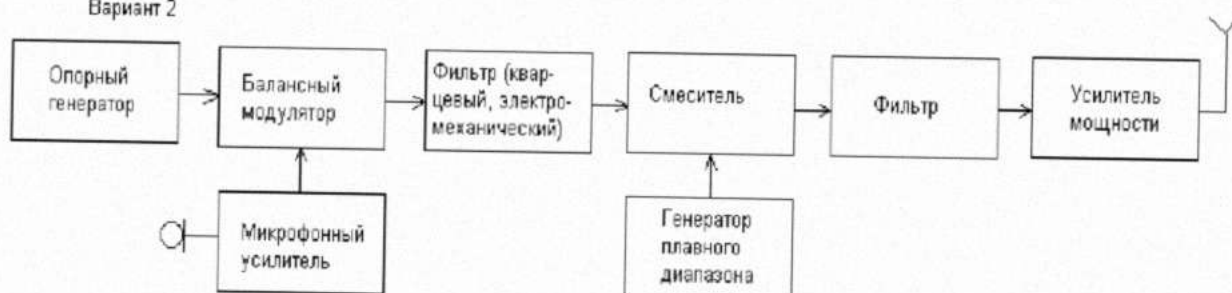 Вариант 2
Опорный
генератор
Балансный
модулятор
Фильтр (квар-
цевый, электро-
механический)
Смеситель
Фильтр
Усилитель
мощности
Микрофонный
усилитель
Генератор
плавного
диапазона